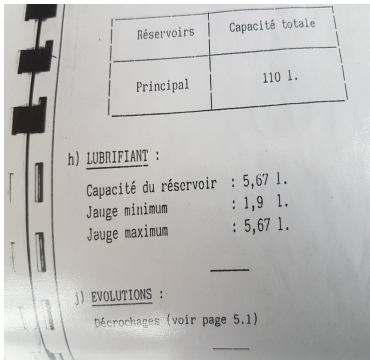 Réservoirs Capacité totale
Principal 110 l.
h) LUBRIFIANT :
Capacité du réservoir : 5,67 l.
Jauge minimum : 1,9 l.
Jauge maximum : 5,67 l.
j) EVOLUTIONS :
Décrochages (voir page 5.1)